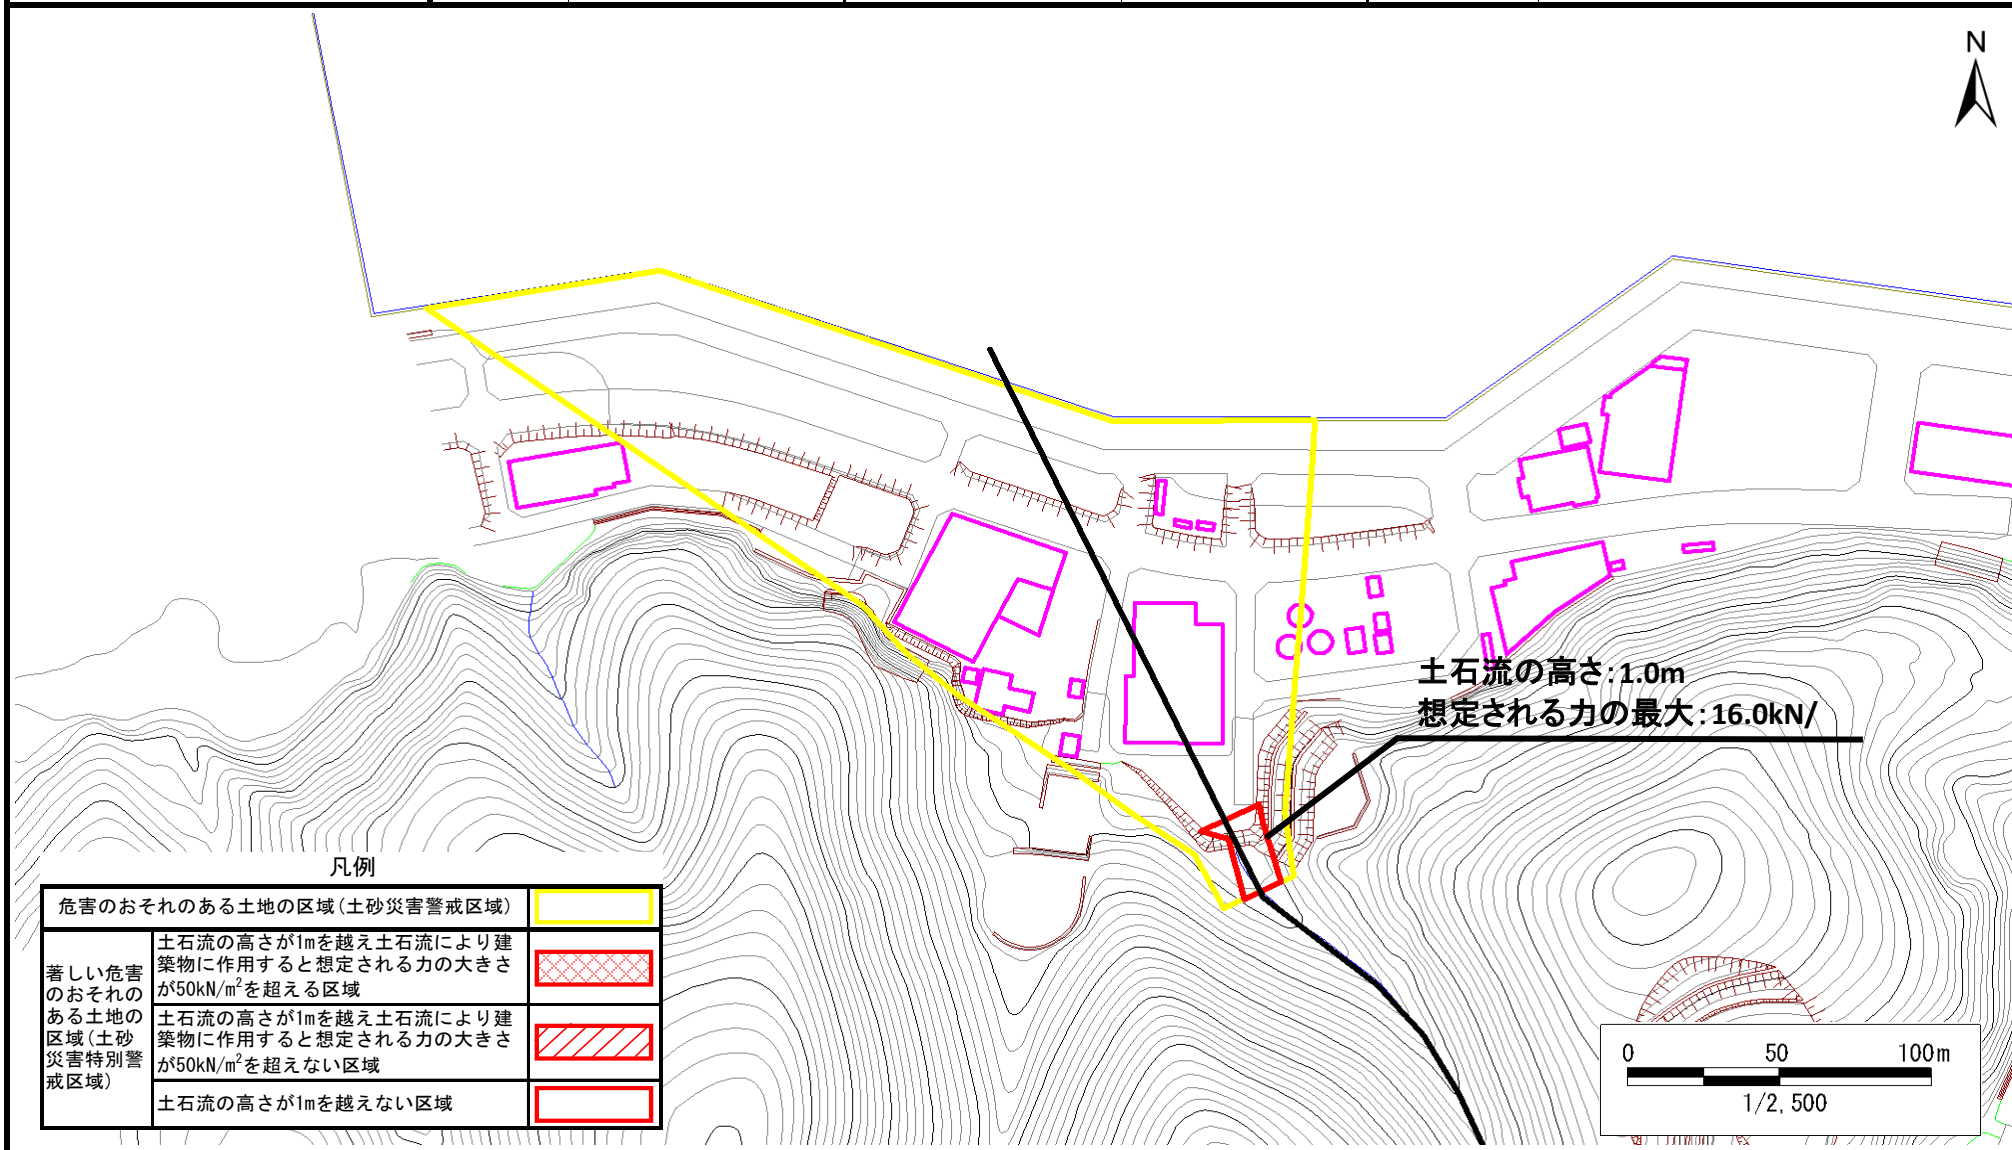 N
土石流の高さ:1.0m
想定される力の最大:16.0kN/
凡例
危害のおそれのある土地の区域(土砂災害警戒区域)
著しい危害
のおそれの
ある土地の
区域(土砂
災害特別警
戒区域)
土石流の高さが1mを越え土石流により建
築物に作用すると想定される力の大きさ
が50kN/m²を超える区域
土石流の高さが1mを越え土石流により建
築物に作用すると想定される力の大きさ
が50kN/m²を超えない区域
土石流の高さが1mを越えない区域
0 50 100m
1/2,500